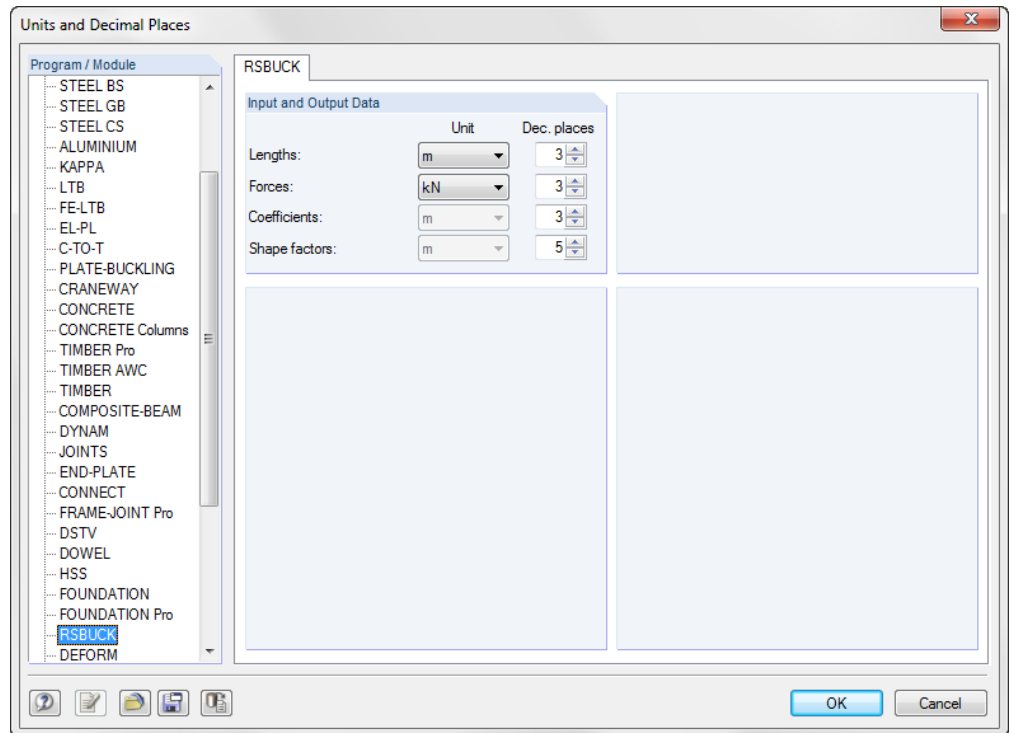 Units and Decimal Places
Program / Module
STEEL BS
STEEL GB
STEEL CS
ALUMINIUM
KAPPA
LTB
FE-LTB
EL-PL
C-TO-T
PLATE-BUCKLING
CRANEWAY
CONCRETE
CONCRETE Columns
TIMBER Pro
TIMBER AWC
TIMBER
COMPOSITE-BEAM
DYNAM
JOINTS
END-PLATE
CONNECT
FRAME-JOINT Pro
DSTV
DOWEL
HSS
FOUNDATION
FOUNDATION Pro
RSBUCK
DEFORM
RSBUCK
Input and Output Data
Unit Dec. places
Lengths: m 3
Forces: kN 3
Coefficients: m 3
Shape factors: m 5
OK Cancel